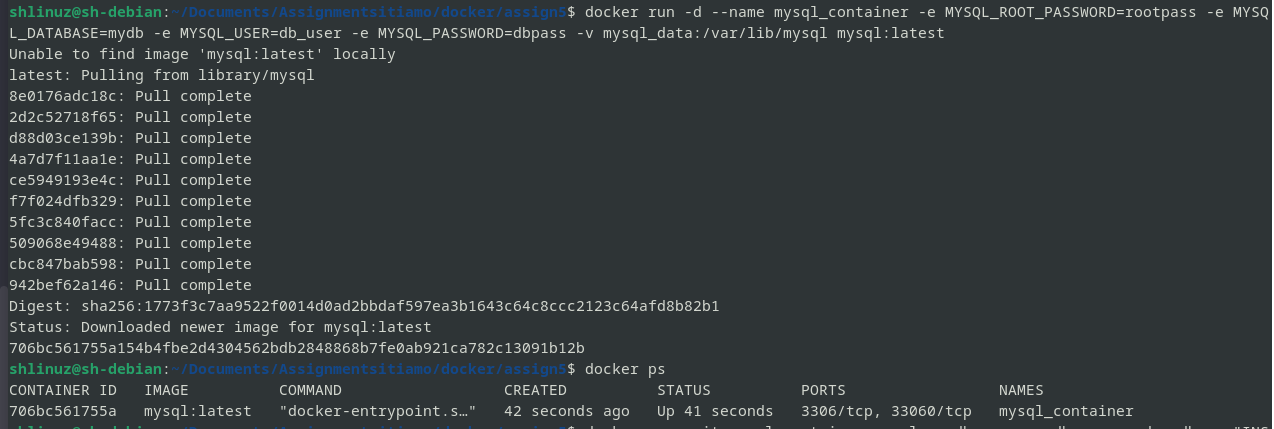 shlinuz@sh-debian:~/Documents/Assignmentsitiamo/docker/assign5$ docker run -d --name mysql_container -e MYSQL_ROOT_PASSWORD=rootpass -e MYSQ
L_DATABASE=mydb -e MYSQL_USER=db_user -e MYSQL_PASSWORD=dbpass -v mysql_data:/var/lib/mysql mysql:latest
Unable to find image 'mysql:latest' locally
latest: Pulling from library/mysql
8e0176adc18c: Pull complete
2d2c52718f65: Pull complete
d88d03ce139b: Pull complete
4a7d7f11aa1e: Pull complete
ce5949193e4c: Pull complete
f7f024dfb329: Pull complete
5fc3c840facc: Pull complete
509068e49488: Pull complete
cbc847bab598: Pull complete
942bef62a146: Pull complete
Digest: sha256:1773f3c7aa9522f0014d0ad2bbdaf597ea3b1643c64c8ccc2123c64afd8b82b1
Status: Downloaded newer image for mysql:latest
706bc561755a154b4fbe2d4304562bdb2848868b7fe0ab921ca782c13091b12b
shlinuz@sh-debian:~/Documents/Assignmentsitiamo/docker/assign5$ docker ps
CONTAINER ID   IMAGE          COMMAND                  CREATED          STATUS          PORTS                 NAMES
706bc561755a   mysql:latest   "docker-entrypoint.s…"   42 seconds ago   Up 41 seconds   3306/tcp, 33060/tcp   mysql_container